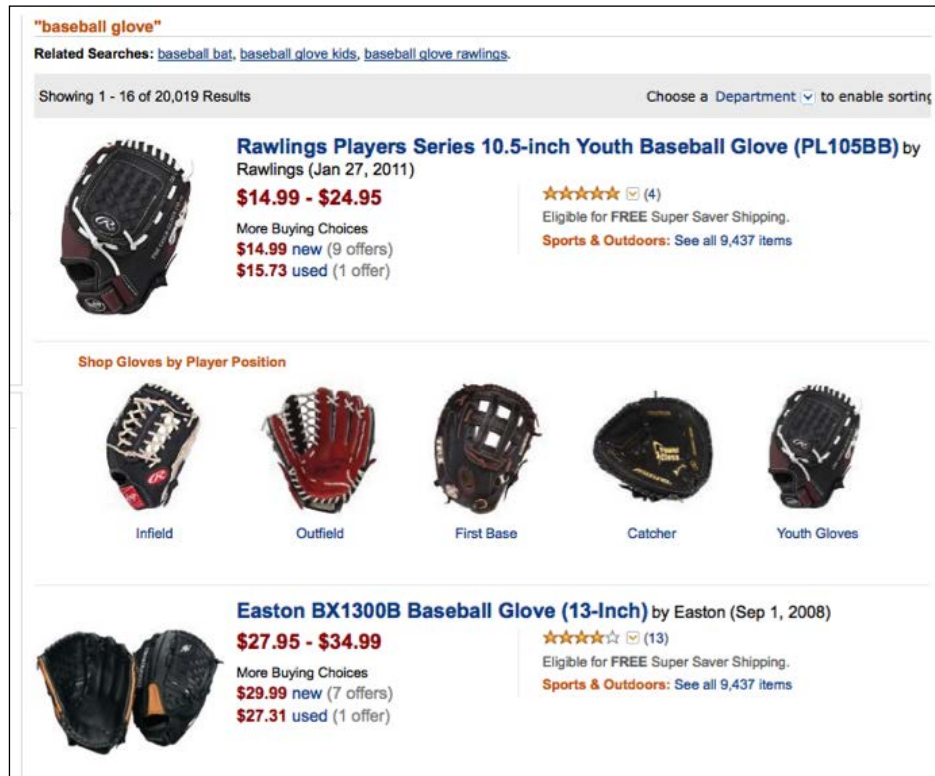 "baseball glove"
Related Searches: baseball bat, baseball glove kids, baseball glove rawlings.
Showing 1 - 16 of 20,019 Results
Choose a Department to enable sorting
Rawlings Players Series 10.5-inch Youth Baseball Glove (PL105BB) by
Rawlings (Jan 27, 2011)
$14.99 - $24.95
More Buying Choices
$14.99 new (9 offers)
$15.73 used (1 offer)
(4)
Eligible for FREE Super Saver Shipping.
Sports & Outdoors: See all 9,437 items
Shop Gloves by Player Position
Infield
Outfield
First Base
Catcher
Youth Gloves
Easton BX1300B Baseball Glove (13-Inch) by Easton (Sep 1, 2008)
$27.95 - $34.99
More Buying Choices
$29.99 new (7 offers)
$27.31 used (1 offer)
(13)
Eligible for FREE Super Saver Shipping.
Sports & Outdoors: See all 9,437 items